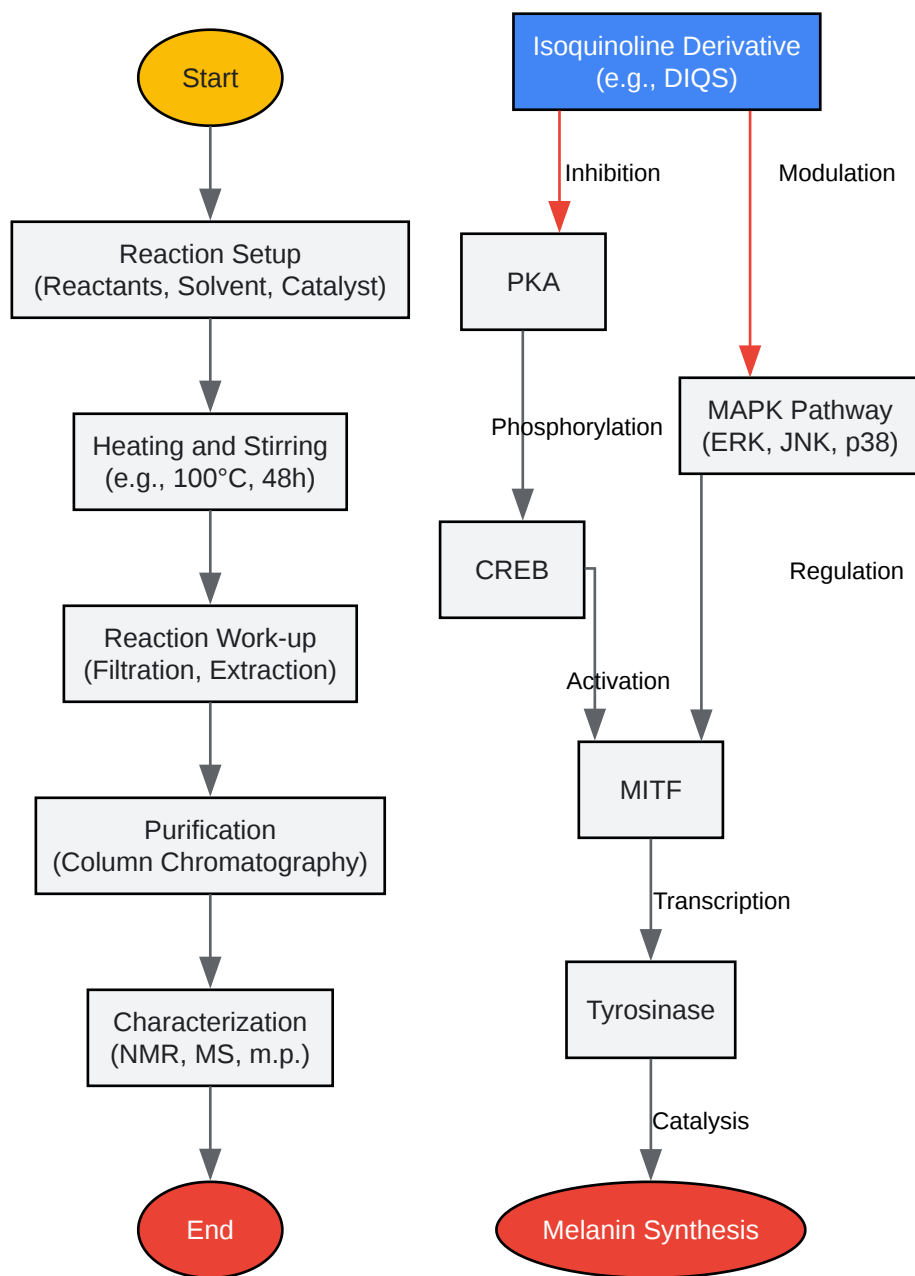 Start
Reaction Setup
(Reactants, Solvent, Catalyst)
Heating and Stirring
(e.g., 100°C, 48h)
Reaction Work-up
(Filtration, Extraction)
Purification
(Column Chromatography)
Characterization
(NMR, MS, m.p.)
End
Isoquinoline Derivative
(e.g., DIQS)
Inhibition
Modulation
PKA
MAPK Pathway
(ERK, JNK, p38)
Phosphorylation
CREB
Regulation
Activation
MITF
Transcription
Tyrosinase
Catalysis
Melanin Synthesis